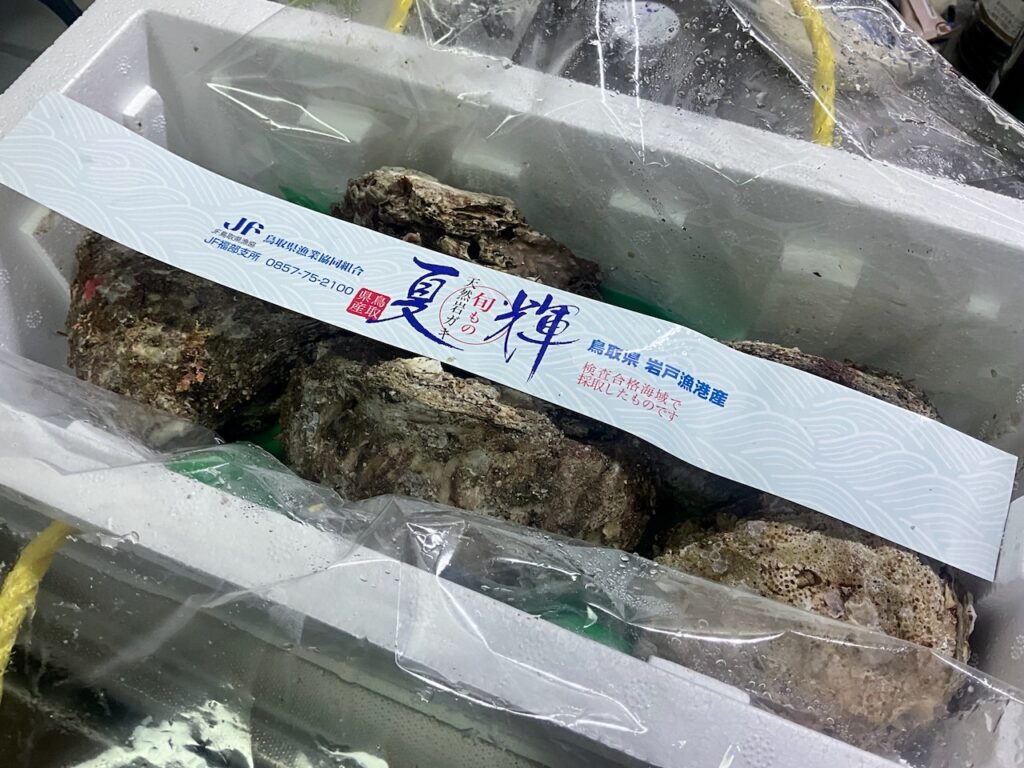 JF 鳥取県漁業協同組合
JF鳥取県漁協
JF福部支所 0857-75-2100
鳥取
県産
夏輝
旬もの
天然岩ガキ
鳥取県 岩戸漁港産
検査合格海域で
採取したものです